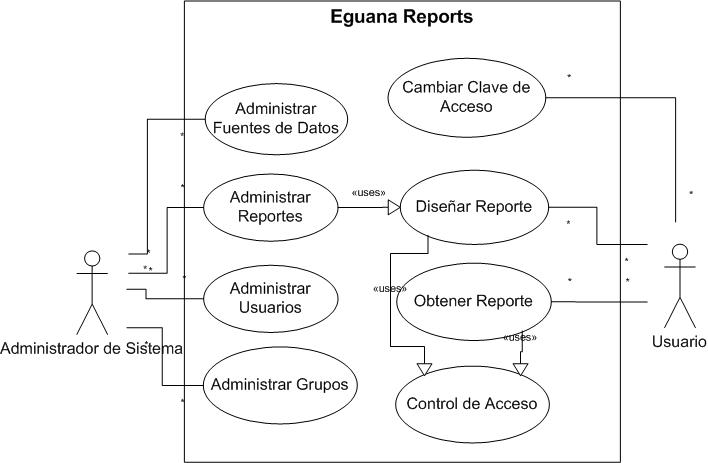 Eguana Reports
Cambiar Clave de
Acceso
*
Administrar
Fuentes de Datos
*
*
*
Administrar
Reportes
«uses»
Diseñar Reporte
*
*
*
* *
Administrar
Usuarios
*
«uses»
Obtener Reporte
*
*
«uses»
Administrador de Sistema
*
Usuario
Administrar Grupos
*
Control de Acceso